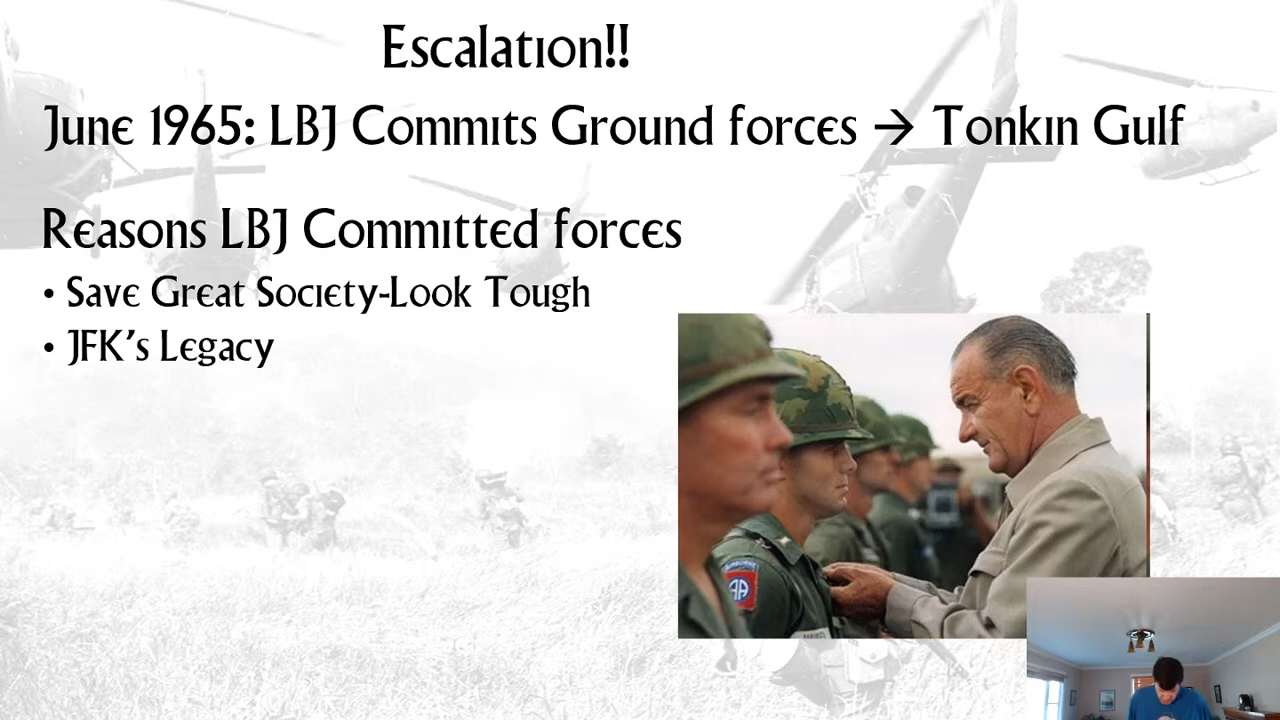 Escalation!!
June 1965: LBJ Commits Ground forces → Tonkin Gulf
Reasons LBJ Committed forces
• Save Great Society-Look Tough
• JFK's Legacy
AIRBORNE
AA